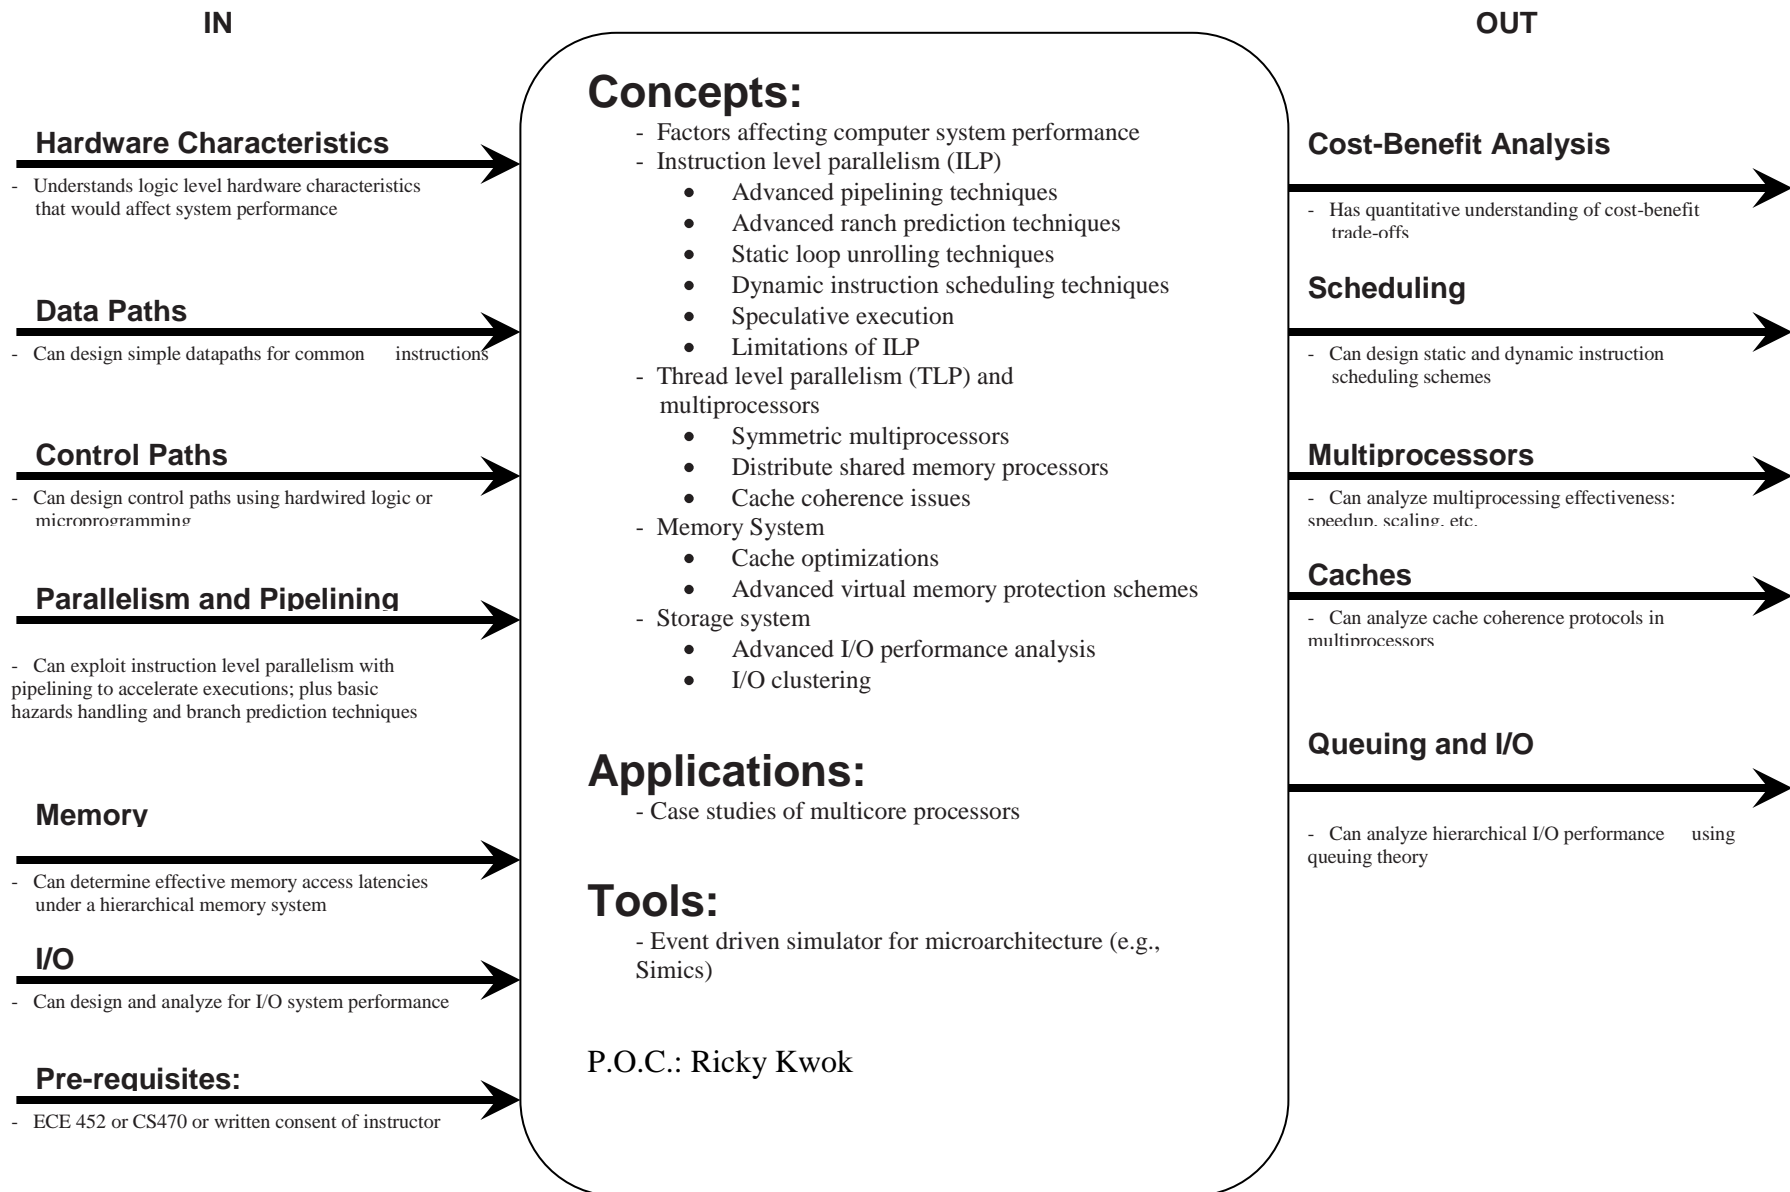 IN
Hardware Characteristics
- Understands logic level hardware characteristics
that would affect system performance
Data Paths
- Can design simple datapaths for common instructions
Control Paths
- Can design control paths using hardwired logic or
microprogramming
Parallelism and Pipelining
- Can exploit instruction level parallelism with
pipelining to accelerate executions; plus basic
hazards handling and branch prediction techniques
Memory
- Can determine effective memory access latencies
under a hierarchical memory system
I/O
- Can design and analyze for I/O system performance
Pre-requisites:
- ECE 452 or CS470 or written consent of instructor
Concepts:
- Factors affecting computer system performance
- Instruction level parallelism (ILP)
• Advanced pipelining techniques
• Advanced ranch prediction techniques
• Static loop unrolling techniques
• Dynamic instruction scheduling techniques
• Speculative execution
• Limitations of ILP
- Thread level parallelism (TLP) and
multiprocessors
• Symmetric multiprocessors
• Distribute shared memory processors
• Cache coherence issues
- Memory System
• Cache optimizations
• Advanced virtual memory protection schemes
- Storage system
• Advanced I/O performance analysis
• I/O clustering
Applications:
- Case studies of multicore processors
Tools:
- Event driven simulator for microarchitecture (e.g.,
Simics)
P.O.C.: Ricky Kwok
OUT
Cost-Benefit Analysis
- Has quantitative understanding of cost-benefit
trade-offs
Scheduling
- Can design static and dynamic instruction
scheduling schemes
Multiprocessors
- Can analyze multiprocessing effectiveness:
speedup, scaling, etc.
Caches
- Can analyze cache coherence protocols in
multiprocessors
Queuing and I/O
- Can analyze hierarchical I/O performance using
queuing theory